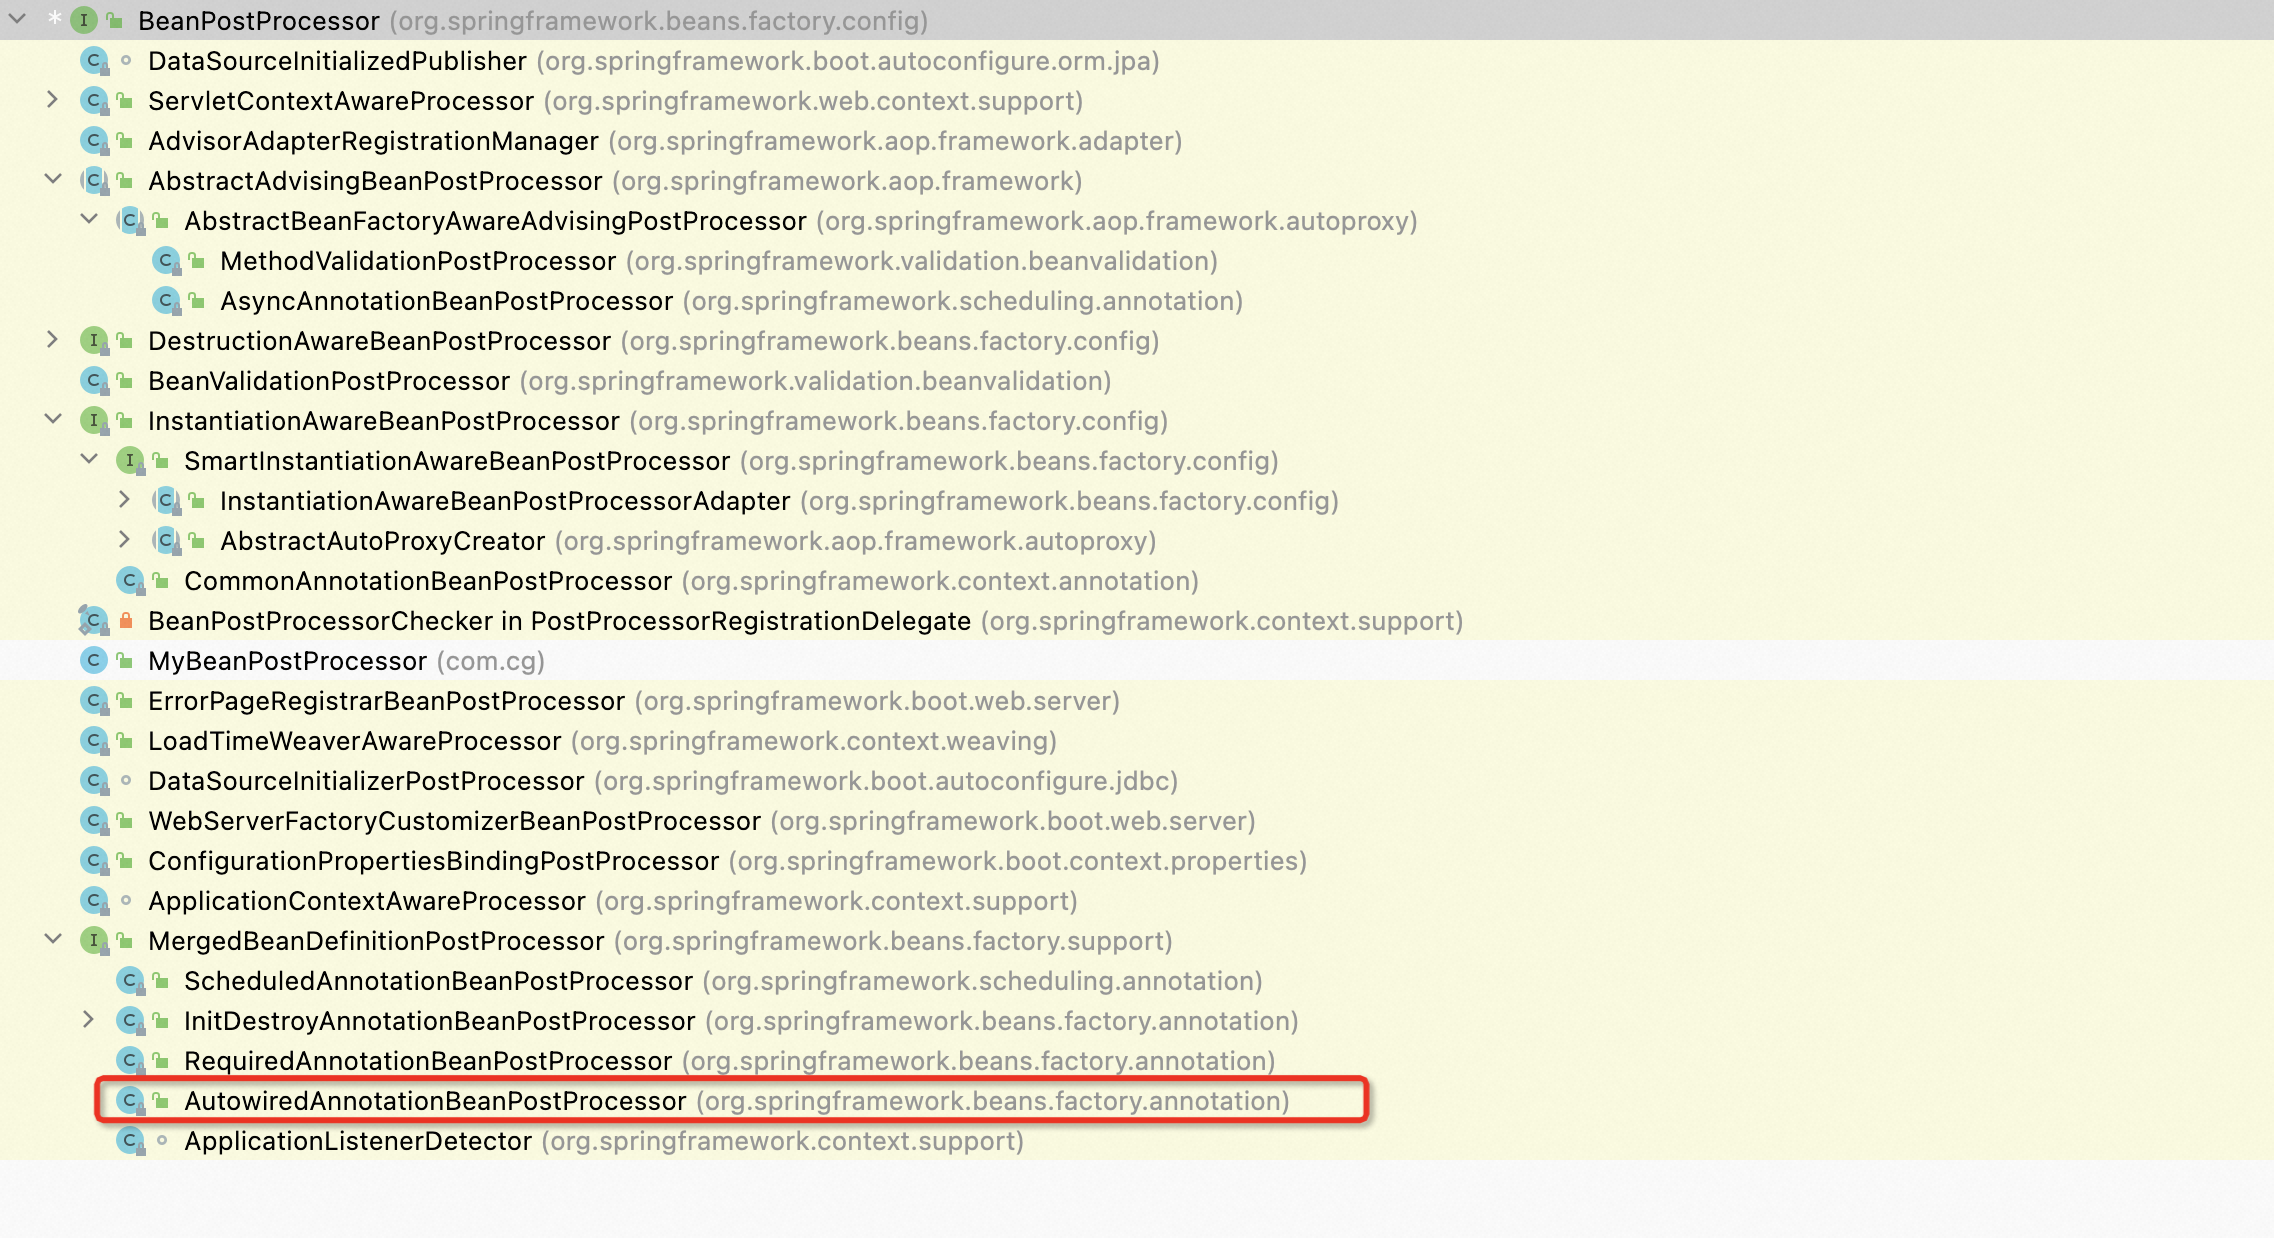 BeanPostProcessor (org.springframework.beans.factory.config)
DataSourceInitializedPublisher (org.springframework.boot.autoconfigure.orm.jpa)
ServletContextAwareProcessor (org.springframework.web.context.support)
AdvisorAdapterRegistrationManager (org.springframework.aop.framework.adapter)
AbstractAdvisingBeanPostProcessor (org.springframework.aop.framework)
AbstractBeanFactoryAwareAdvisingPostProcessor (org.springframework.aop.framework.autoproxy)
MethodValidationPostProcessor (org.springframework.validation.beanvalidation)
AsyncAnnotationBeanPostProcessor (org.springframework.scheduling.annotation)
DestructionAwareBeanPostProcessor (org.springframework.beans.factory.config)
BeanValidationPostProcessor (org.springframework.validation.beanvalidation)
InstantiationAwareBeanPostProcessor (org.springframework.beans.factory.config)
SmartInstantiationAwareBeanPostProcessor (org.springframework.beans.factory.config)
InstantiationAwareBeanPostProcessorAdapter (org.springframework.beans.factory.config)
AbstractAutoProxyCreator (org.springframework.aop.framework.autoproxy)
CommonAnnotationBeanPostProcessor (org.springframework.context.annotation)
BeanPostProcessorChecker in PostProcessorRegistrationDelegate (org.springframework.context.support)
MyBeanPostProcessor (com.cg)
ErrorPageRegistrarBeanPostProcessor (org.springframework.boot.web.server)
LoadTimeWeaverAwareProcessor (org.springframework.context.weaving)
DataSourceInitializerPostProcessor (org.springframework.boot.autoconfigure.jdbc)
WebServerFactoryCustomizerBeanPostProcessor (org.springframework.boot.web.server)
ConfigurationPropertiesBindingPostProcessor (org.springframework.boot.context.properties)
ApplicationContextAwareProcessor (org.springframework.context.support)
MergedBeanDefinitionPostProcessor (org.springframework.beans.factory.support)
ScheduledAnnotationBeanPostProcessor (org.springframework.scheduling.annotation)
InitDestroyAnnotationBeanPostProcessor (org.springframework.beans.factory.annotation)
RequiredAnnotationBeanPostProcessor (org.springframework.beans.factory.annotation)
AutowiredAnnotationBeanPostProcessor (org.springframework.beans.factory.annotation)
ApplicationListenerDetector (org.springframework.context.support)